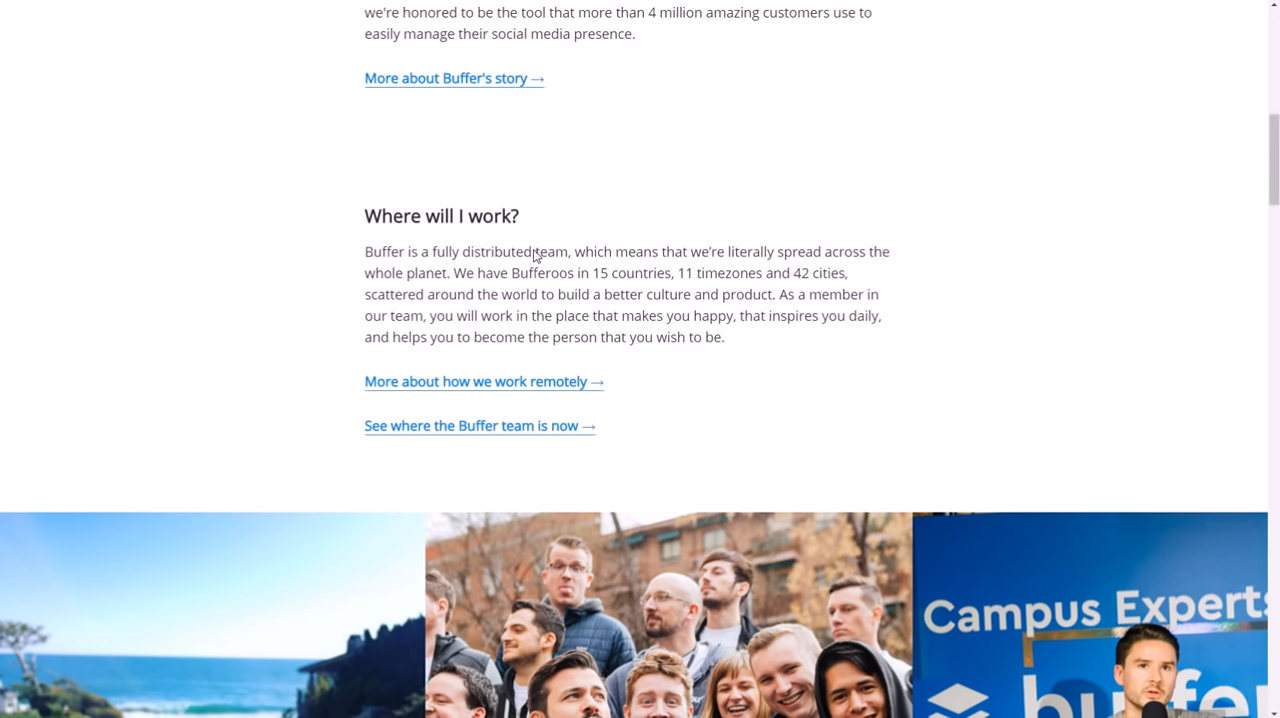 we're honored to be the tool that more than 4 million amazing customers use to
easily manage their social media presence.
More about Buffer's story →
Where will I work?
Buffer is a fully distributed team, which means that we're literally spread across the
whole planet. We have Bufferoos in 15 countries, 11 timezones and 42 cities,
scattered around the world to build a better culture and product. As a member in
our team, you will work in the place that makes you happy, that inspires you daily,
and helps you to become the person that you wish to be.
More about how we work remotely →
See where the Buffer team is now →
Campus Experts
buffer